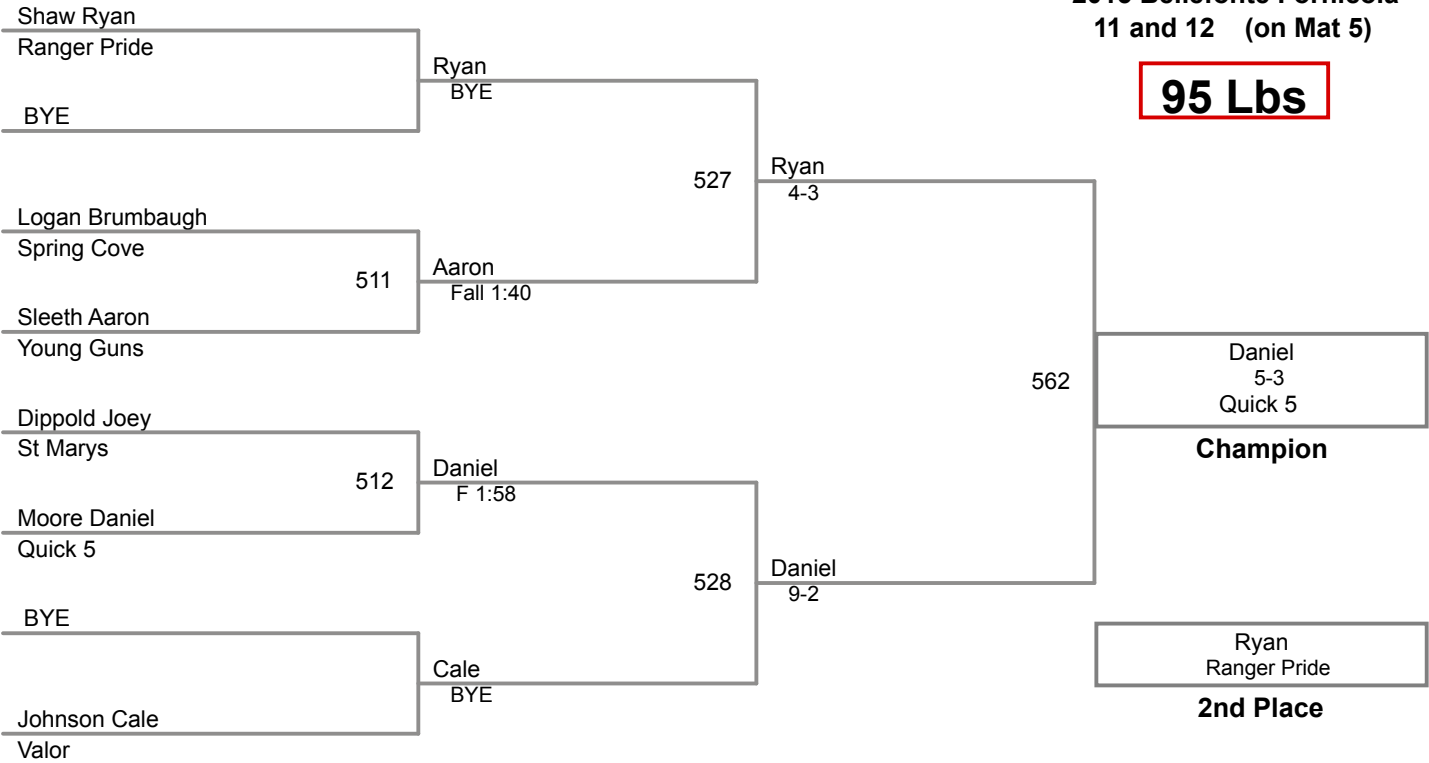 Shaw Ryan
Ranger Pride
BYE
Logan Brumbaugh
Spring Cove
511
Sleeth Aaron
Young Guns
Dippold Joey
St Marys
512
Moore Daniel
Quick 5
BYE
Johnson Cale
Valor
Ryan
BYE
527
Aaron
Fall 1:40
Daniel
F 1:58
528
Cale
BYE
Ryan
4-3
562
Daniel
9-2
11 and 12 (on Mat 5)
95 Lbs
Daniel
5-3
Quick 5
Champion
Ryan
Ranger Pride
2nd Place